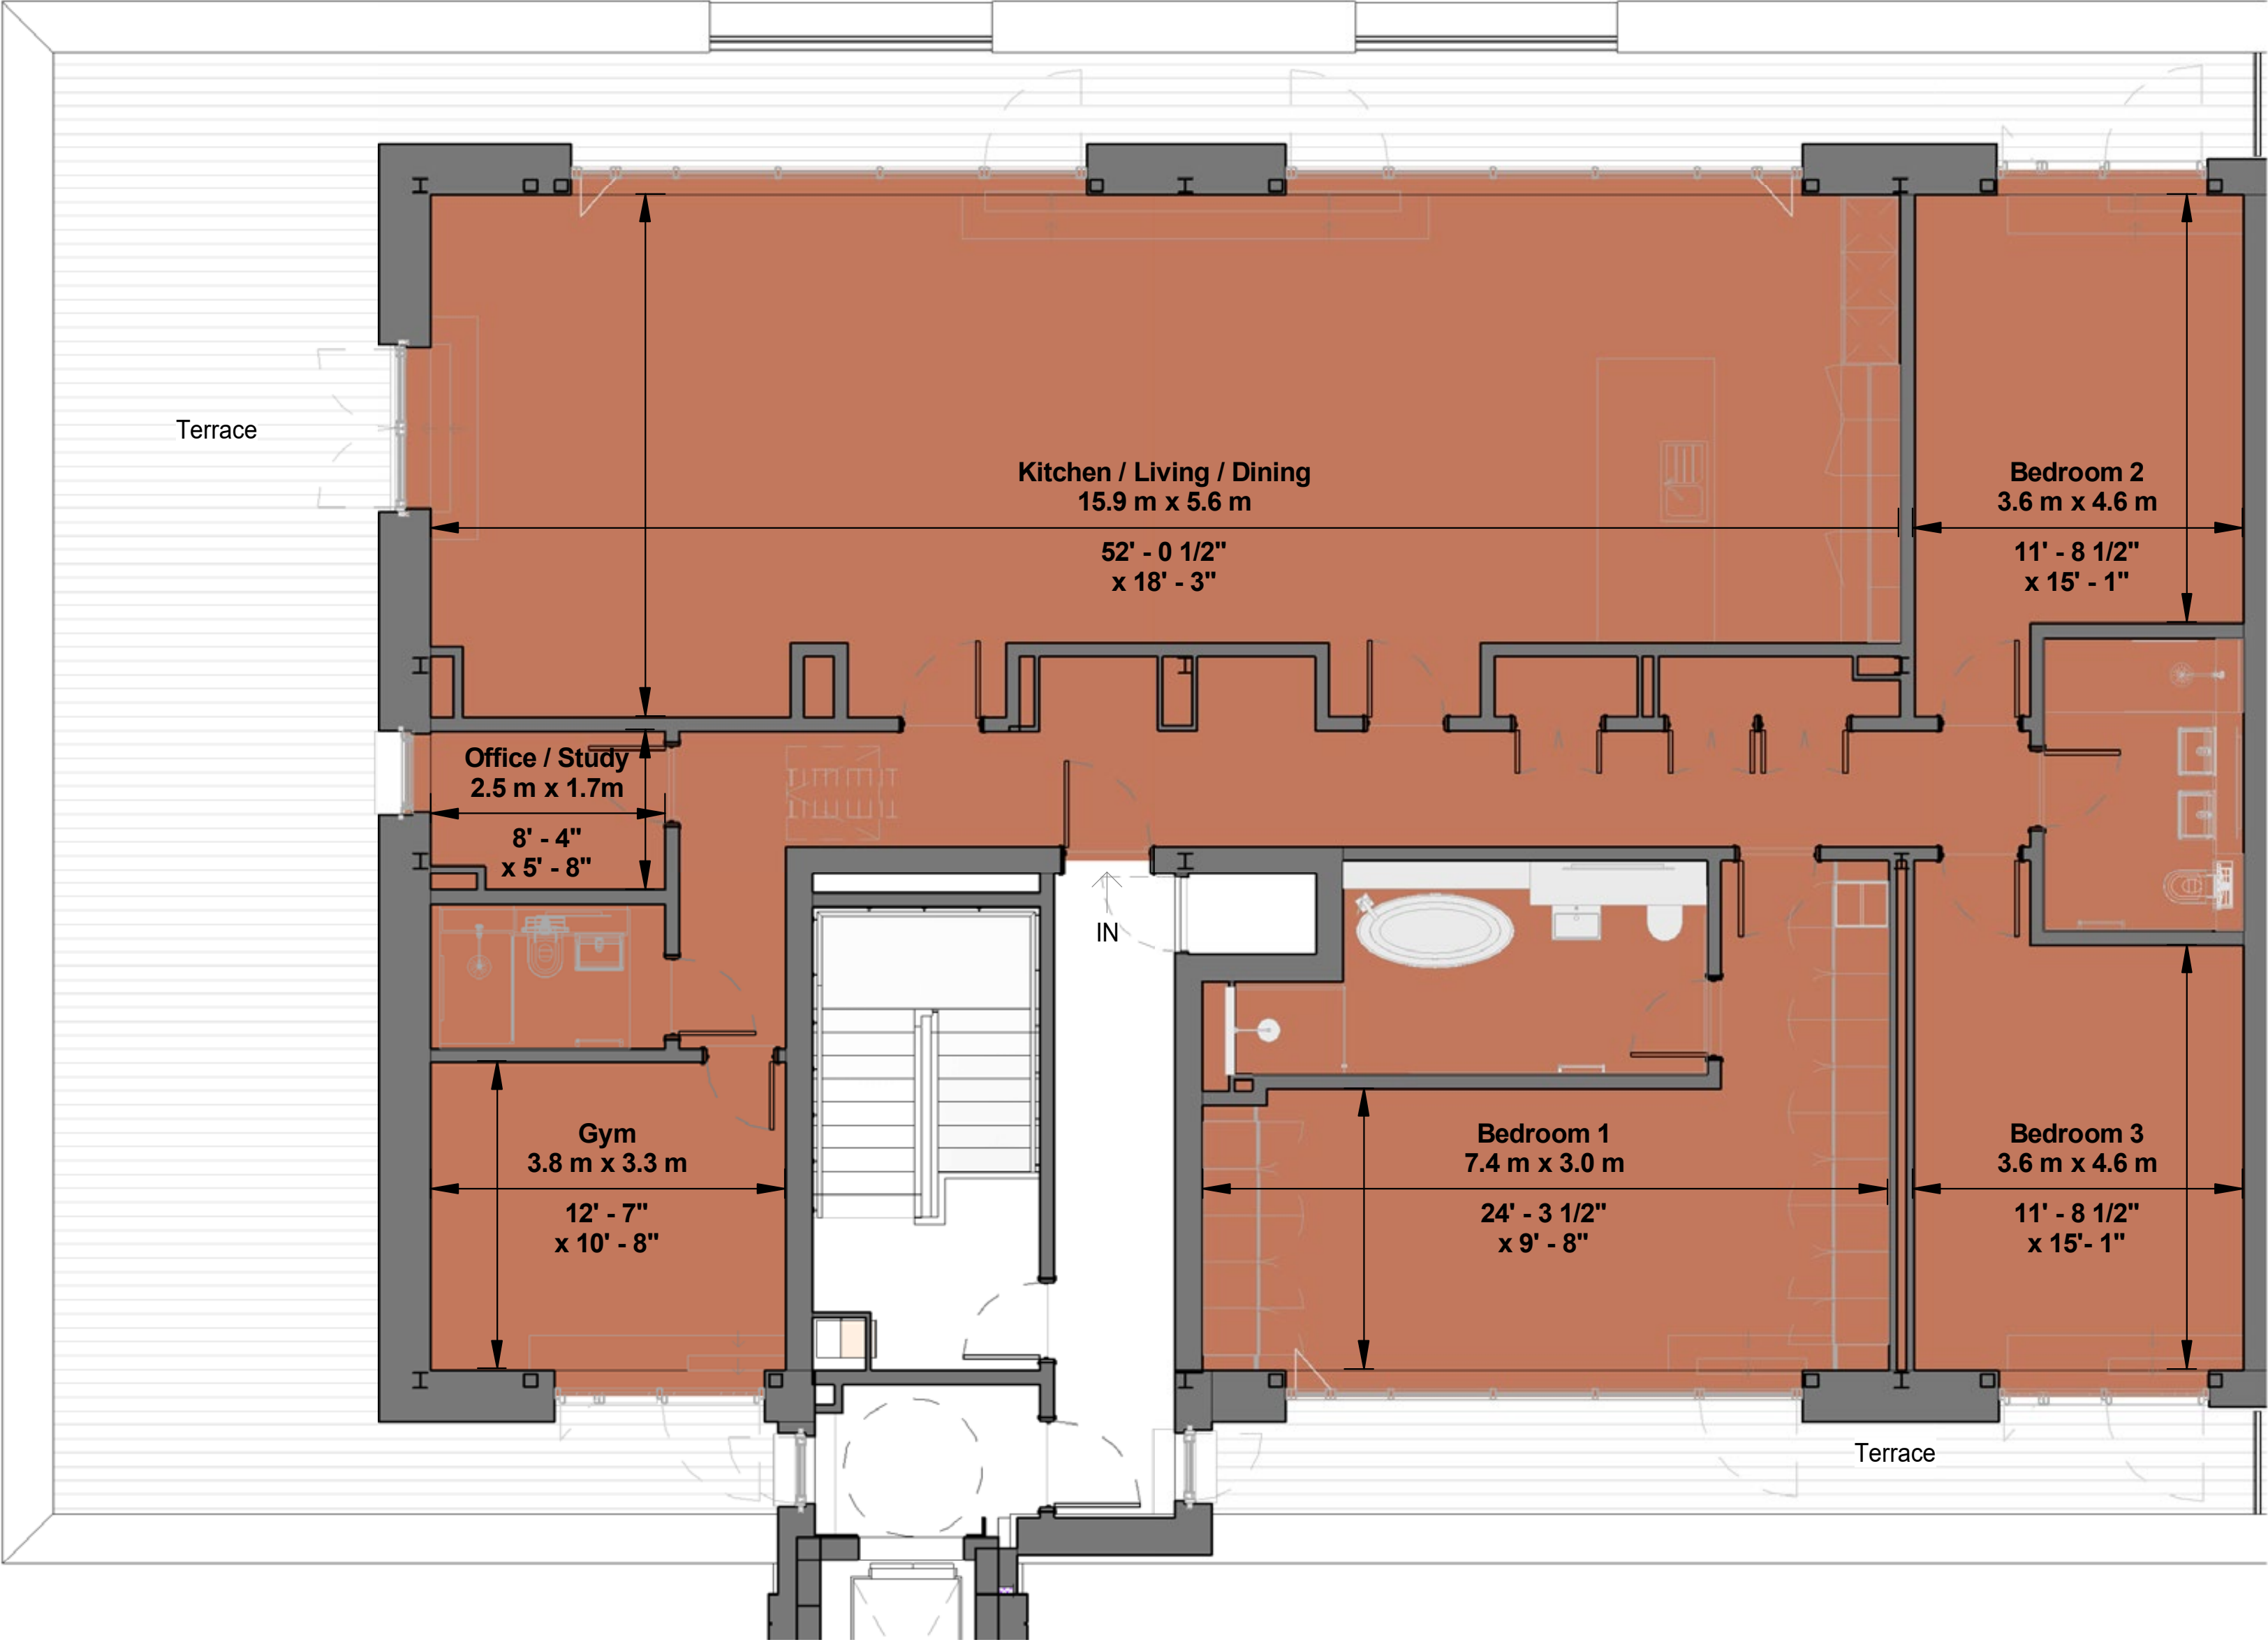 Terrace
Kitchen / Living / Dining
15.9 m x 5.6 m
52' - 0 1/2"
x 18' - 3"
Bedroom 2
3.6 m x 4.6 m
11' - 8 1/2"
x 15' - 1"
Office / Study
2.5 m x 1.7m
8' - 4"
x 5' - 8"
IN
Gym
3.8 m x 3.3 m
12' - 7"
x 10' - 8"
Bedroom 1
7.4 m x 3.0 m
24' - 3 1/2"
x 9' - 8"
Bedroom 3
3.6 m x 4.6 m
11' - 8 1/2"
x 15'- 1"
Terrace